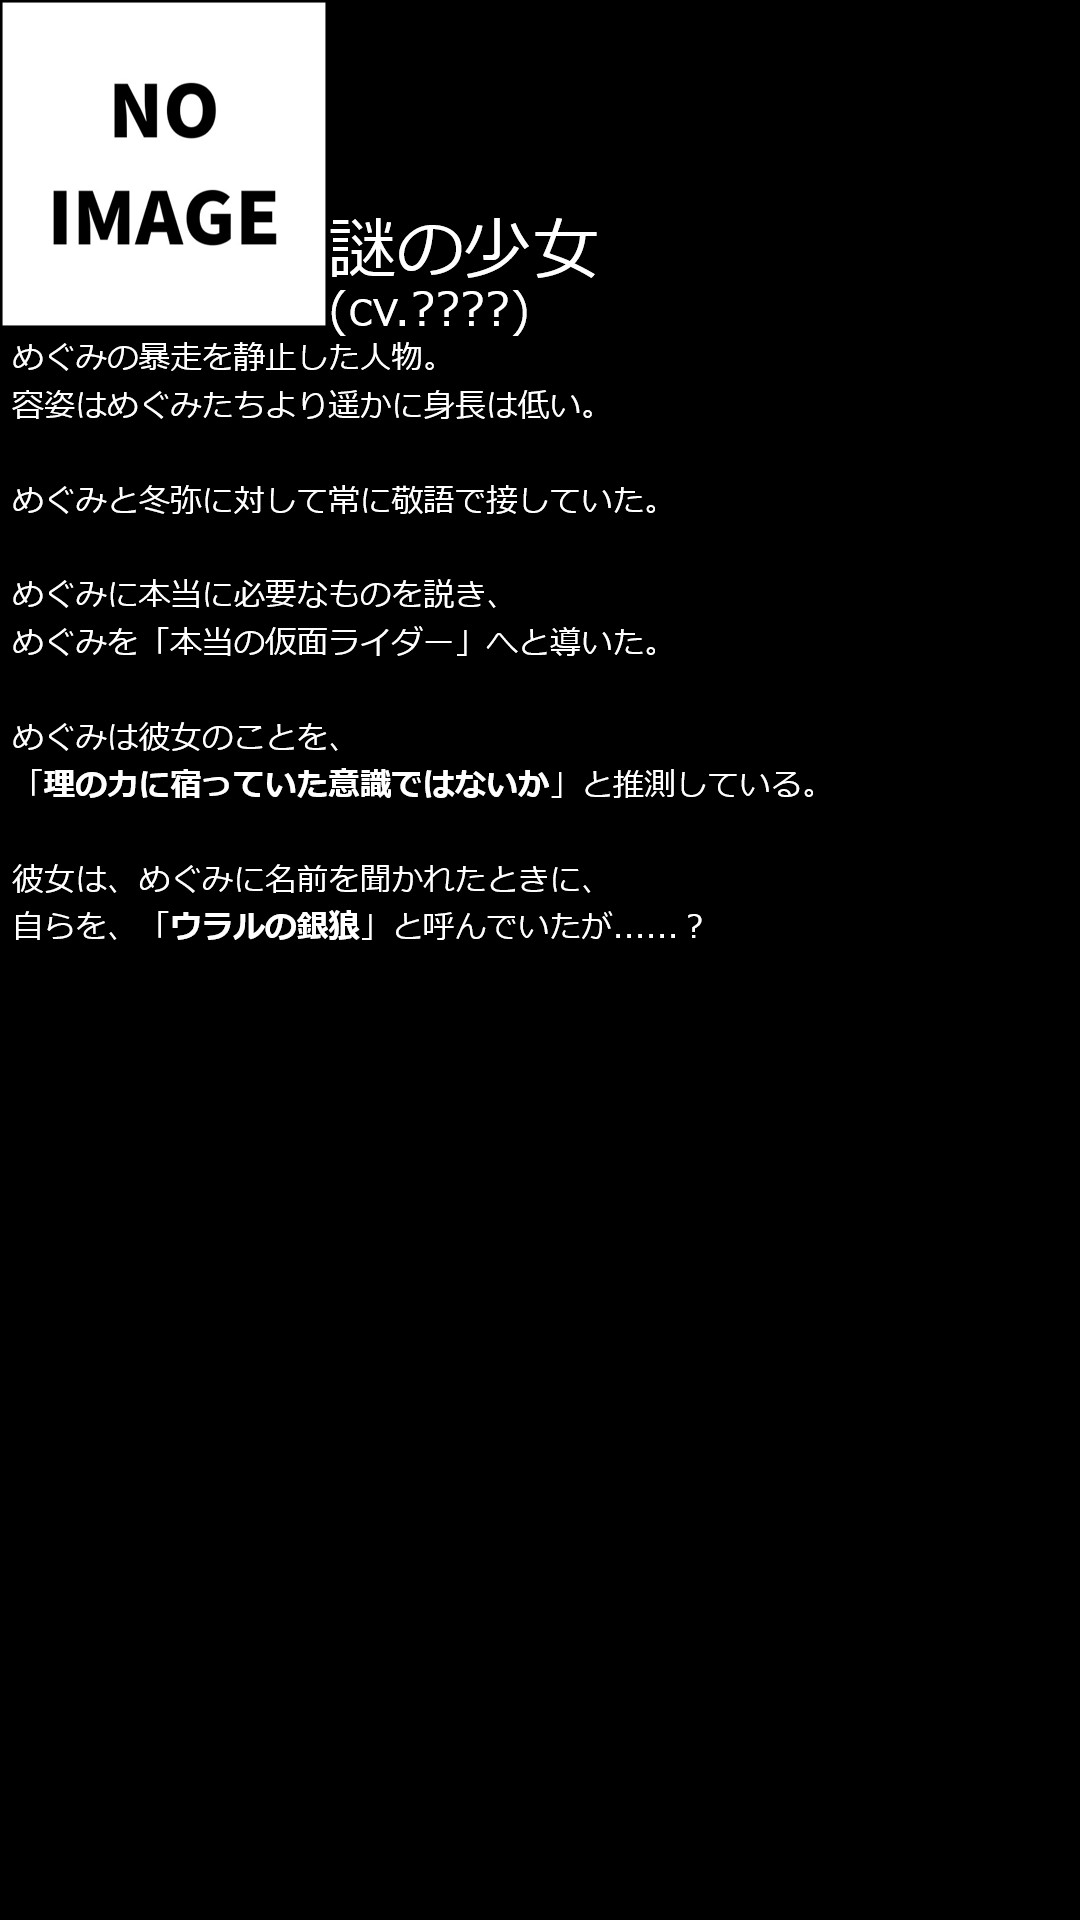 NO
IMAGE
謎の少女
(cv.????)
めぐみの暴走を静止した人物。
容姿はめぐみたちより遥かに身長は低い。
めぐみと冬弥に対して常に敬語で接していた。
めぐみに本当に必要なものを説き、
めぐみを「本当の仮面ライダー」へと導いた。
めぐみは彼女のことを、
「理の力に宿っていた意識ではないか」と推測している。
彼女は、めぐみに名前を聞かれたときに、
自らを、「ウラルの銀狼」と呼んでいたが……？